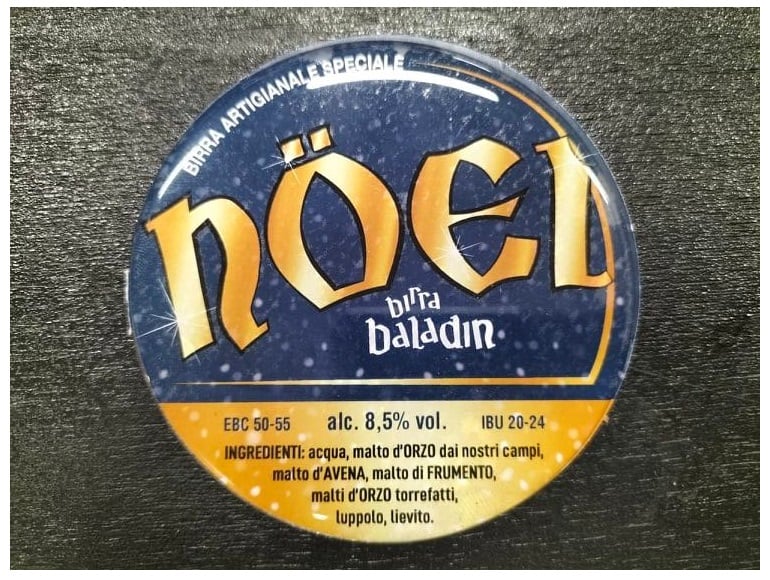 BIRRA ARTIGIANALE SPECIALE
NÖEL
birra
baladin
EBC 50-55 alc. 8,5% vol. IBU 20-24
INGREDIENTI: acqua, malto d'ORZO dai nostri campi,
malto d'AVENA, malto di FRUMENTO,
malti d'ORZO torrefatti,
luppolo, lievito.